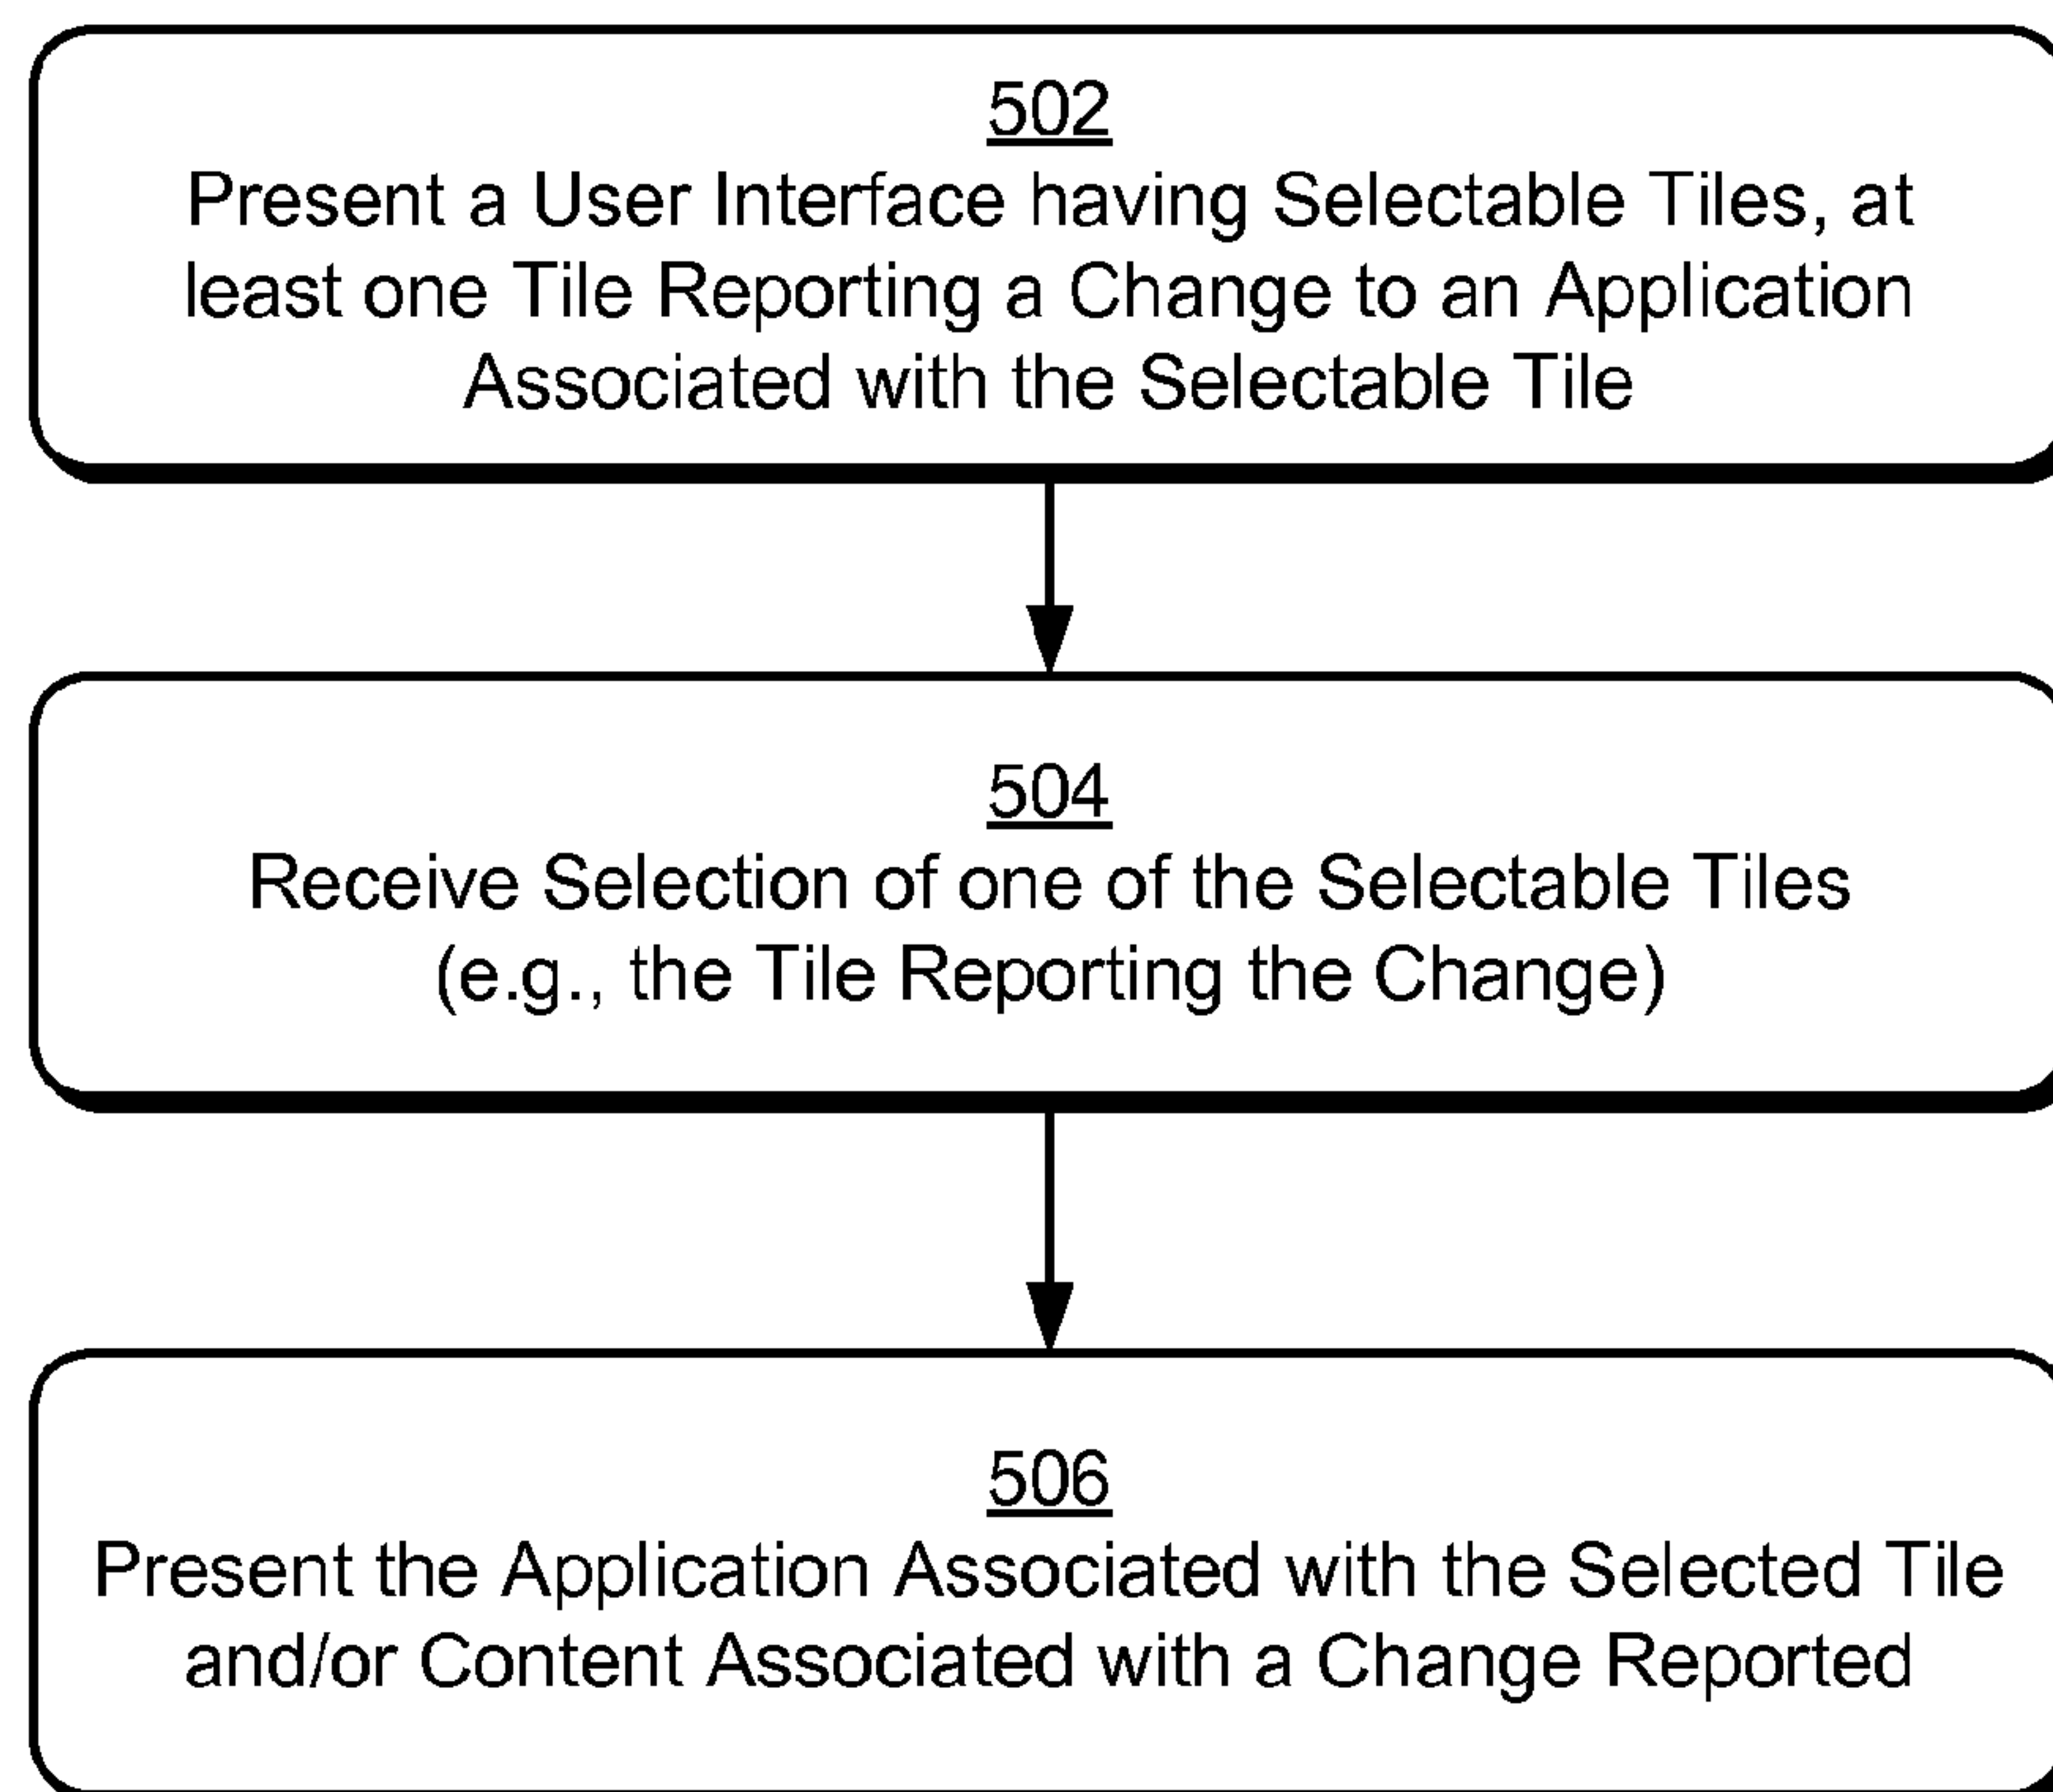 502
Present a User Interface having Selectable Tiles, at
least one Tile Reporting a Change to an Application
Associated with the Selectable Tile
504
Receive Selection of one of the Selectable Tiles
(e.g., the Tile Reporting the Change)
506
Present the Application Associated with the Selected Tile
and/or Content Associated with a Change Reported